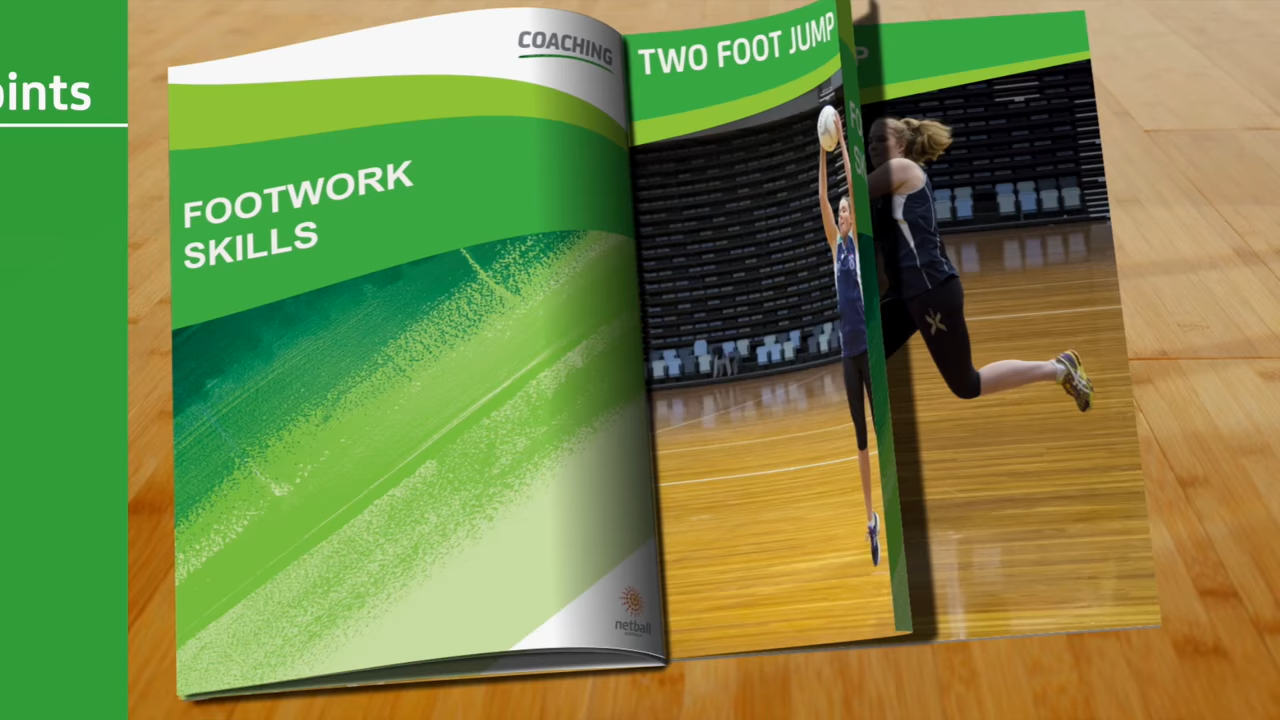 oints
COACHING
FOOTWORK
SKILLS
netball
TWO FOOT JUMP
P